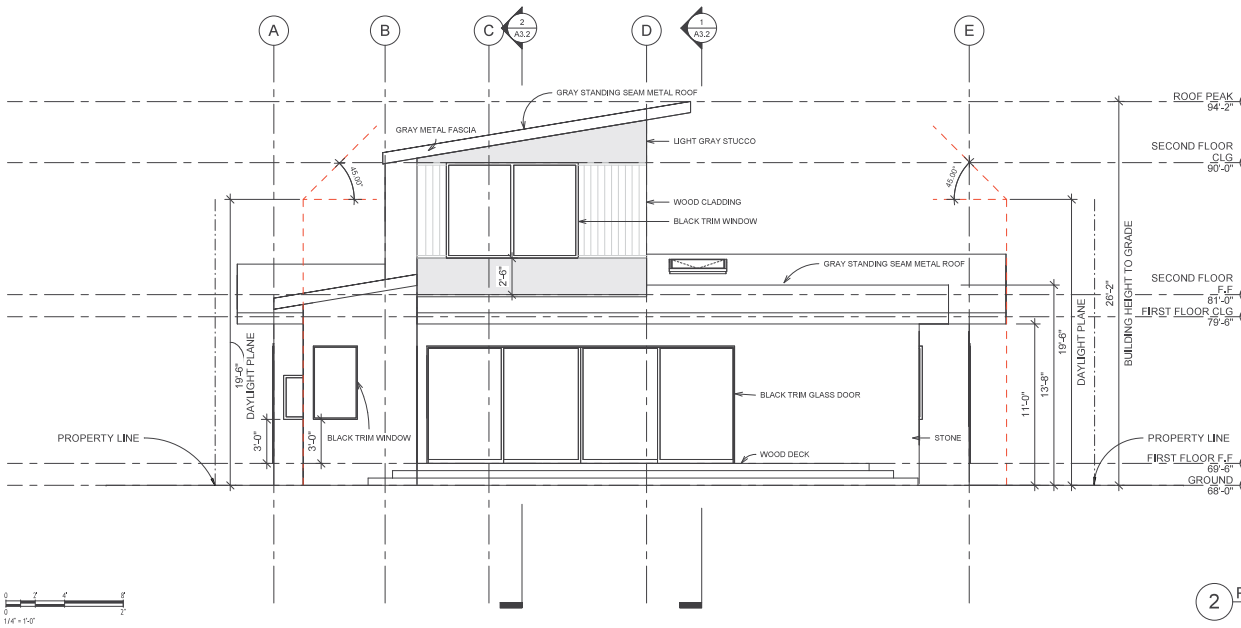 A
B
C
2
A3.2
D
1
A3.2
E
GRAY STANDING SEAM METAL ROOF
ROOF PEAK
94'-2"
GRAY METAL FASCIA
LIGHT GRAY STUCCO
SECOND FLOOR
CLG
90'-0"
45.00°
45.00°
WOOD CLADDING
BLACK TRIM WINDOW
GRAY STANDING SEAM METAL ROOF
2'-6"
SECOND FLOOR
F.F
81'-0"
FIRST FLOOR CLG
79'-6"
19'-6"
DAYLIGHT PLANE
26'-2"
BUILDING HEIGHT TO GRADE
DAYLIGHT PLANE
19'-6"
13'-8"
11'-0"
BLACK TRIM GLASS DOOR
3'-0"
3'-0"
BLACK TRIM WINDOW
STONE
PROPERTY LINE
PROPERTY LINE
WOOD DECK
FIRST FLOOR F.F
69'-6"
GROUND
68'-0"
0 2' 4' 8'
0 2"
1/4" = 1'-0"
2